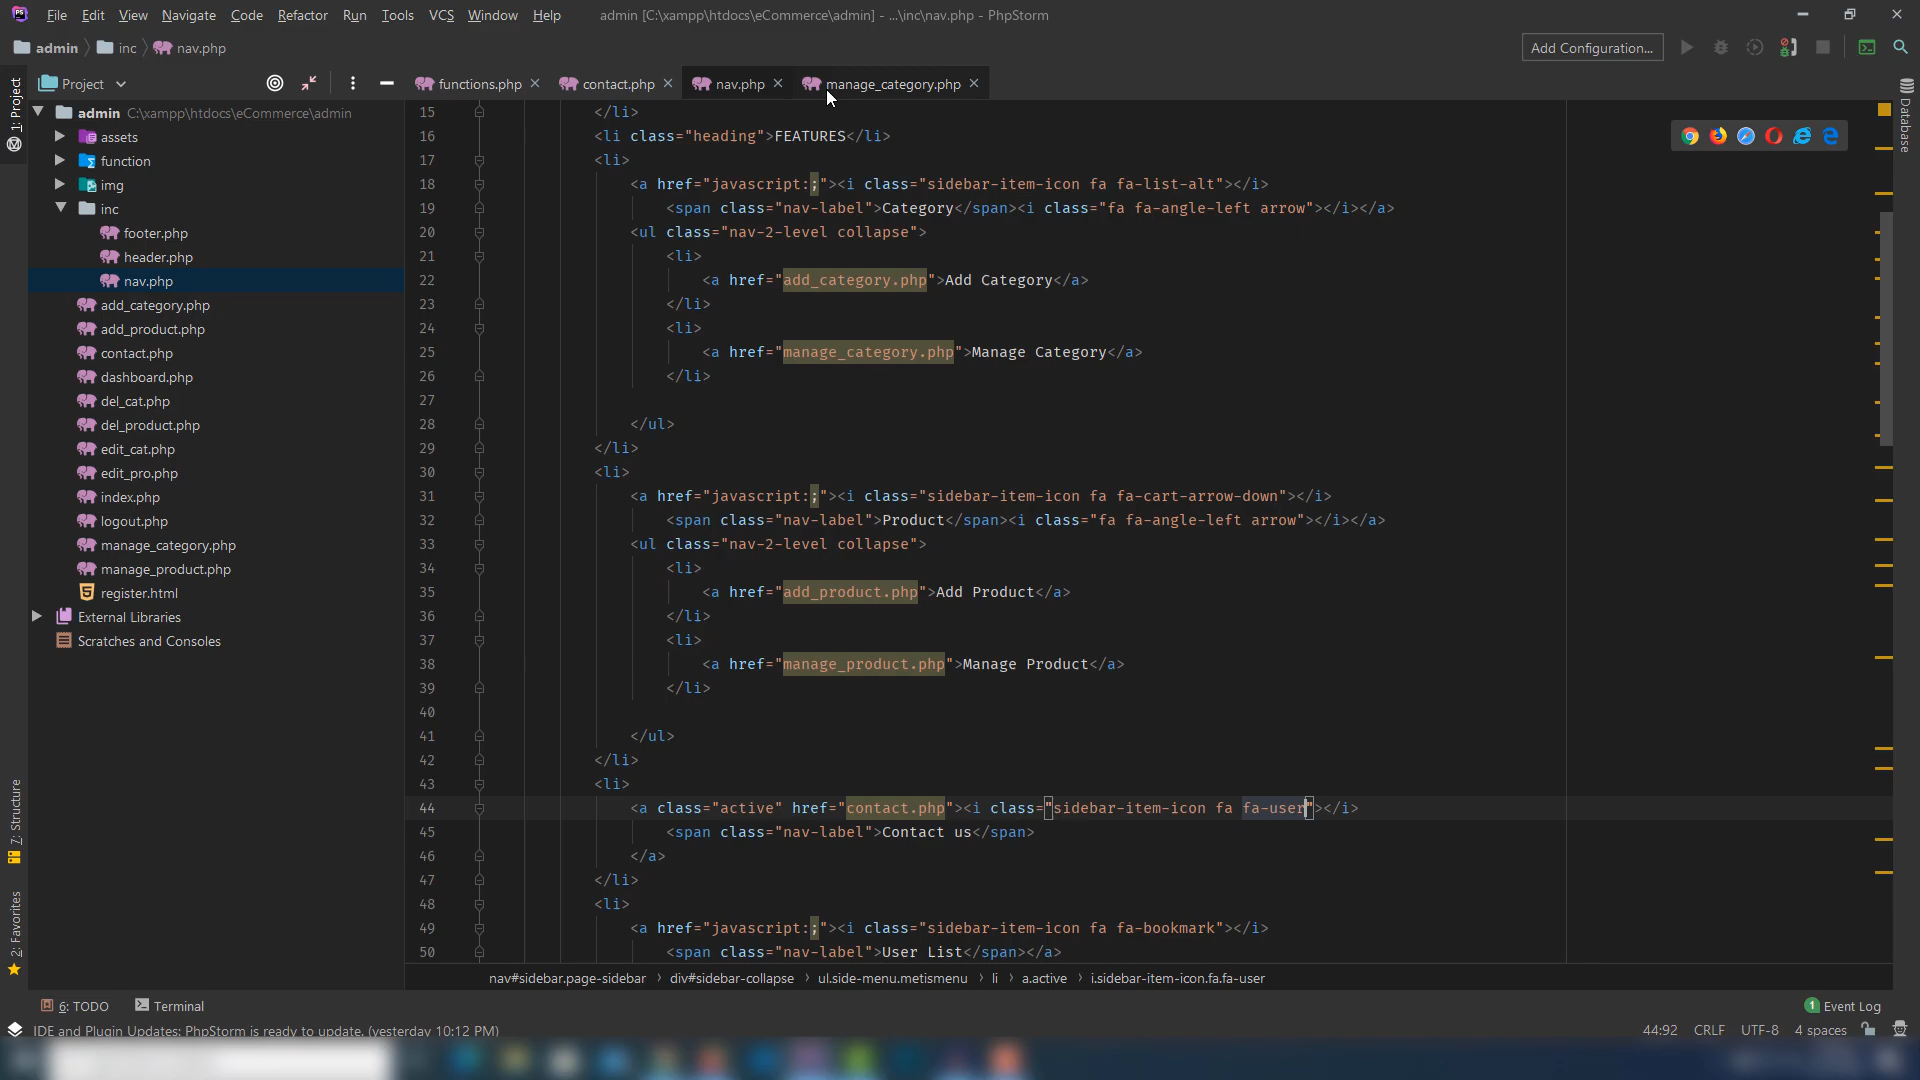 File Edit View Navigate Code Refactor Run Tools VCS Window Help admin [C:\xampp\htdocs\eCommerce\admin] - ...\inc\nav.php - PhpStorm
admin inc nav.php Add Configuration...
Project functions.php contact.php nav.php manage_category.php
1: Project
7: Structure
2: Favorites
admin C:\xampp\htdocs\eCommerce\admin
assets
function
img
inc
footer.php
header.php
nav.php
add_category.php
add_product.php
contact.php
dashboard.php
del_cat.php
del_product.php
edit_cat.php
edit_pro.php
index.php
logout.php
manage_category.php
manage_product.php
register.html
External Libraries
Scratches and Consoles
15 </li>
16 <li class="heading">FEATURES</li>
17 <li>
18 <a href="javascript:;"><i class="sidebar-item-icon fa fa-list-alt"></i>
19 <span class="nav-label">Category</span><i class="fa fa-angle-left arrow"></i></a>
20 <ul class="nav-2-level collapse">
21 <li>
22 <a href="add_category.php">Add Category</a>
23 </li>
24 <li>
25 <a href="manage_category.php">Manage Category</a>
26 </li>
27
28 </ul>
29 </li>
30 <li>
31 <a href="javascript:;"><i class="sidebar-item-icon fa fa-cart-arrow-down"></i>
32 <span class="nav-label">Product</span><i class="fa fa-angle-left arrow"></i></a>
33 <ul class="nav-2-level collapse">
34 <li>
35 <a href="add_product.php">Add Product</a>
36 </li>
37 <li>
38 <a href="manage_product.php">Manage Product</a>
39 </li>
40
41 </ul>
42 </li>
43 <li>
44 <a class="active" href="contact.php"><i class="sidebar-item-icon fa fa-user"></i>
45 <span class="nav-label">Contact us</span>
46 </a>
47 </li>
48 <li>
49 <a href="javascript:;"><i class="sidebar-item-icon fa fa-bookmark"></i>
50 <span class="nav-label">User List</span></a>
Database
nav#sidebar.page-sidebar div#sidebar-collapse ul.side-menu.metismenu li a.active i.sidebar-item-icon.fa.fa-user
6: TODO Terminal 1 Event Log
IDE and Plugin Updates: PhpStorm is ready to update. (yesterday 10:12 PM) 44:92 CRLF UTF-8 4 spaces